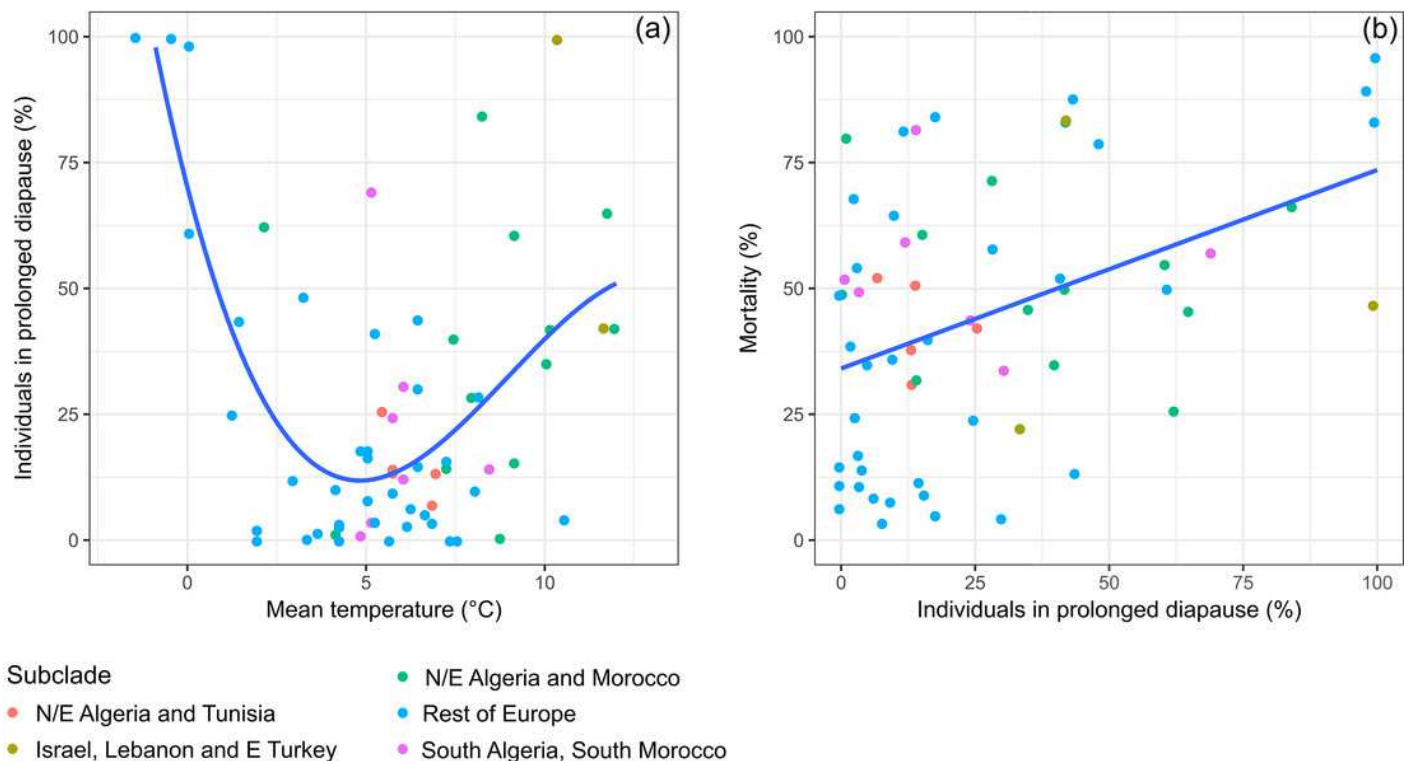 (a)
100
75
50
25
0
Individuals in prolonged diapause (%)
0
5
10
Mean temperature (°C)
(b)
100
75
50
25
0
Mortality (%)
0
25
50
75
100
Individuals in prolonged diapause (%)
Subclade
N/E Algeria and Tunisia
Israel, Lebanon and E Turkey
N/E Algeria and Morocco
Rest of Europe
South Algeria, South Morocco